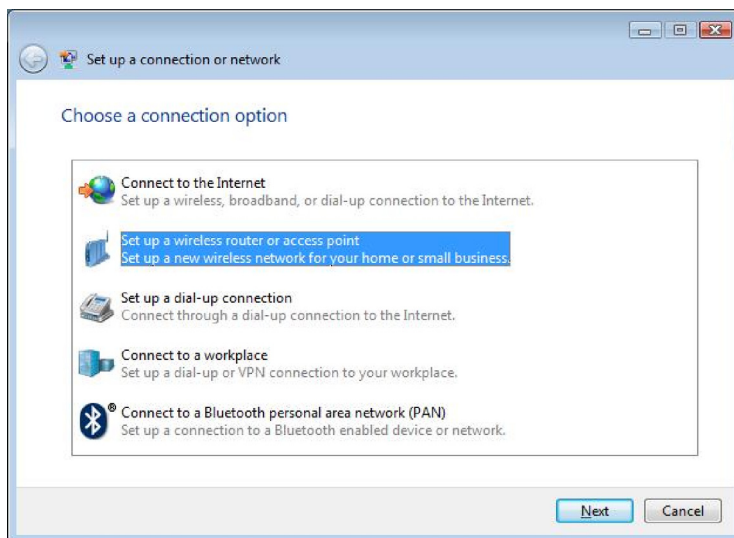 Set up a connection or network
Choose a connection option
Connect to the Internet
Set up a wireless, broadband, or dial-up connection to the Internet.
Set up a wireless router or access point
Set up a new wireless network for your home or small business.
Set up a dial-up connection
Connect through a dial-up connection to the Internet.
Connect to a workplace
Set up a dial-up or VPN connection to your workplace.
® Connect to a Bluetooth personal area network (PAN)
Set up a connection to a Bluetooth enabled device or network.
Next Cancel